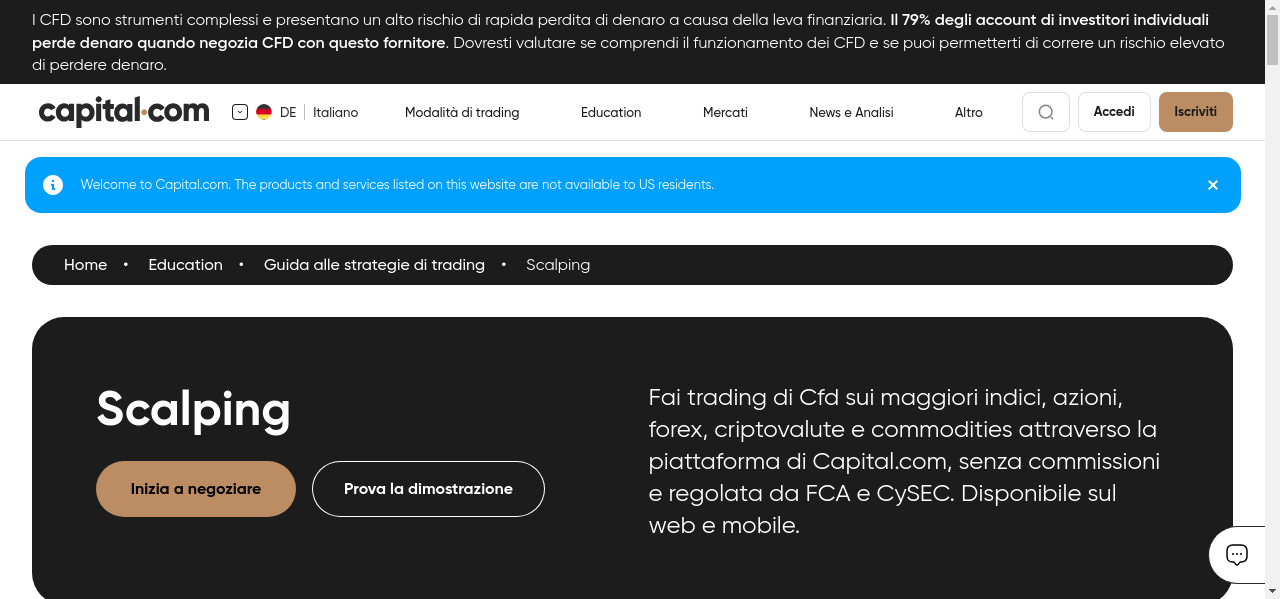 I CFD sono strumenti complessi e presentano un alto rischio di rapida perdita di denaro a causa della leva finanziaria. Il 79% degli account di investitori individuali
perde denaro quando negozia CFD con questo fornitore. Dovresti valutare se comprendi il funzionamento dei CFD e se puoi permetterti di correre un rischio elevato
di perdere denaro.
capital.com DE Italiano Modalità di trading Education Mercati News e Analisi Altro Accedi Iscriviti
Welcome to Capital.com. The products and services listed on this website are not available to US residents.
Home • Education • Guida alle strategie di trading • Scalping
Scalping
Inizia a negoziare Prova la dimostrazione
Fai trading di Cfd sui maggiori indici, azioni,
forex, criptovalute e commodities attraverso la
piattaforma di Capital.com, senza commissioni
e regolata da FCA e CySEC. Disponibile sul
web e mobile.